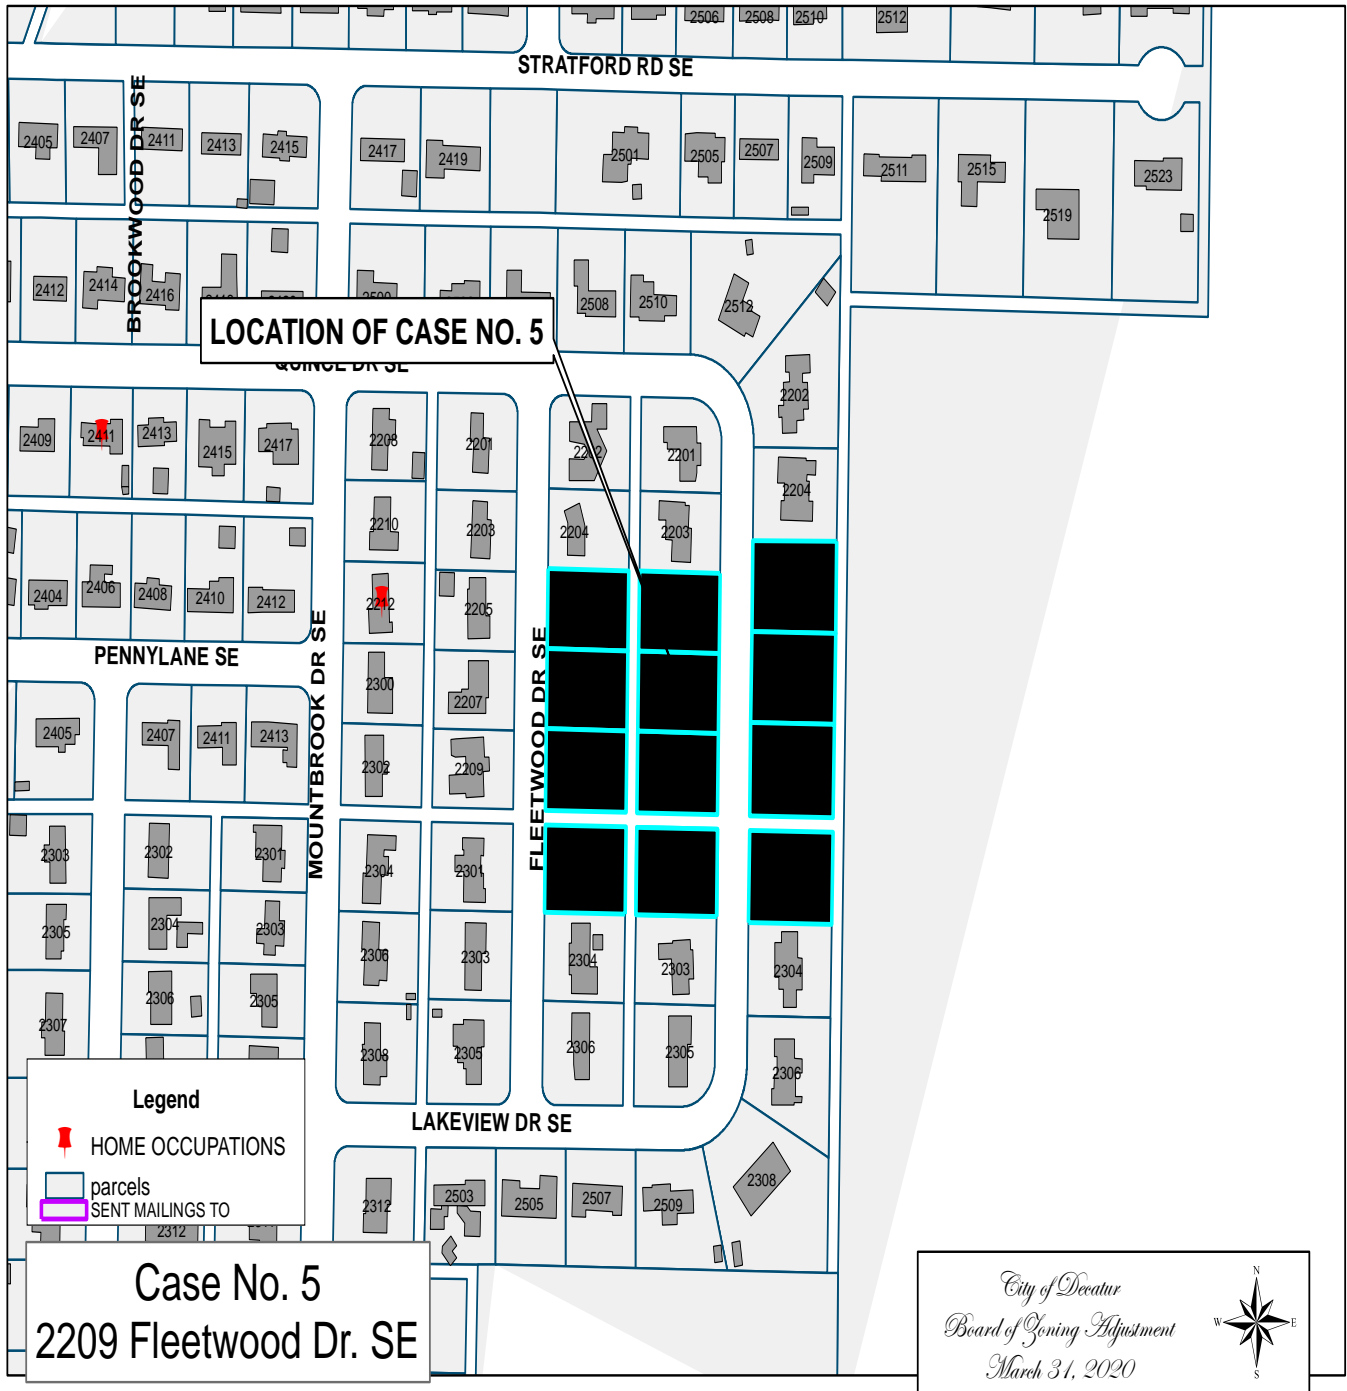 2506 2508 2510 2512
STRATFORD RD SE
BROOKWOOD DR SE
2405 2407 2411 2413 2415 2417 2419 2501 2505 2507 2509 2511 2515 2519 2523
2412 2414 2416 2508 2510 2512
LOCATION OF CASE NO. 5
QUINCE DR SE
2409 2411 2413 2415 2417 2208 2201 2202 2201 2202
2210 2203 2204 2203 2204
2404 2406 2408 2410 2412 2212 2205
PENNYLANE SE
MOUNTBROOK DR SE
FLEETWOOD DR SE
2300 2207
2405 2407 2411 2413 2302 2209
2303 2302 2301 2304 2301
2305 2304 2303 2306 2303 2304 2303 2304
2307 2306 2305 2308 2305 2306 2305 2306
LAKEVIEW DR SE
2312 2503 2505 2507 2509 2308
Legend
HOME OCCUPATIONS
parcels
SENT MAILINGS TO
2312
Case No. 5
2209 Fleetwood Dr. SE
City of Decatur
Board of Zoning Adjustment
March 31, 2020
N
W E
S